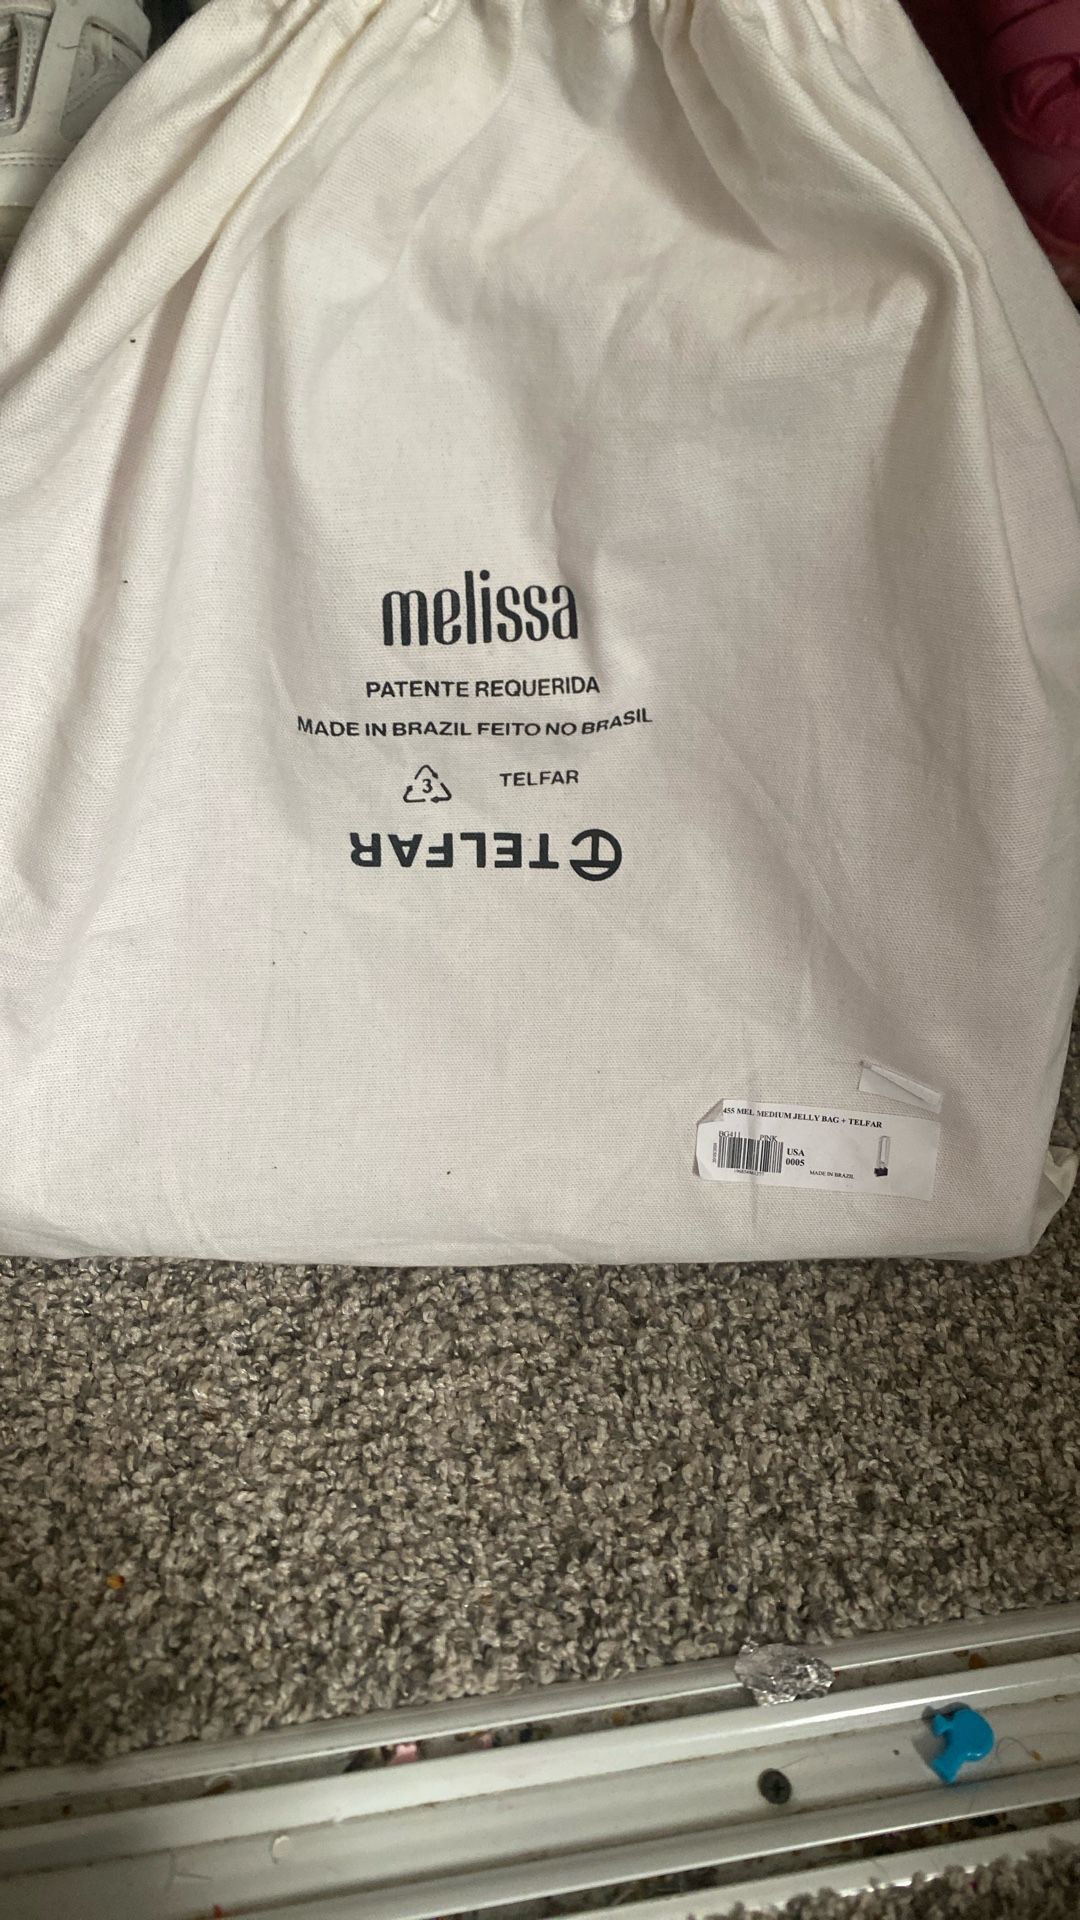 melissa
PATENTE REQUERIDA
MADE IN BRAZIL FEITO NO BRASIL
3 TELFAR
TELFAR
455 MEL MEDIUM JELLY BAG + TELFAR
BG411 PINK
USA
0005
MADE IN BRAZIL